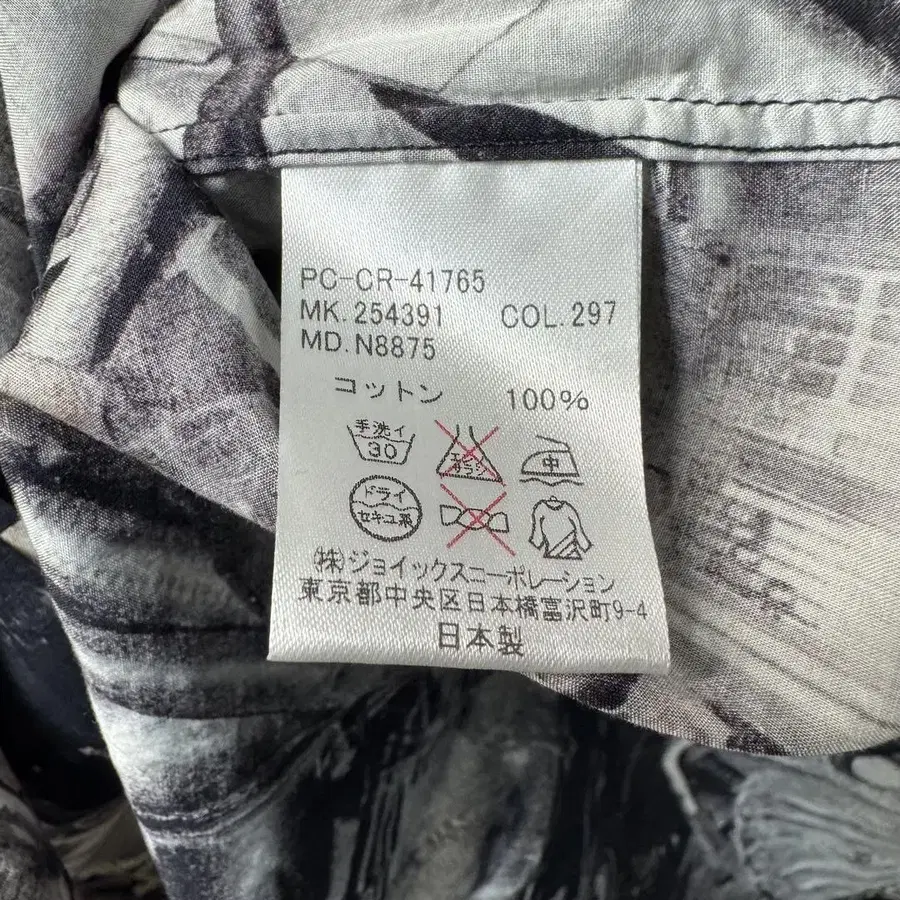 PC-CR-41765
MK. 254391 COL. 297
MD. N8875
コットン 100%
手洗イ
30
エンソ
サラシ
中
ドライ
セキユ系
(株)ジョイックスコーポレーション
東京都中央区日本橋富沢町9-4
日本製